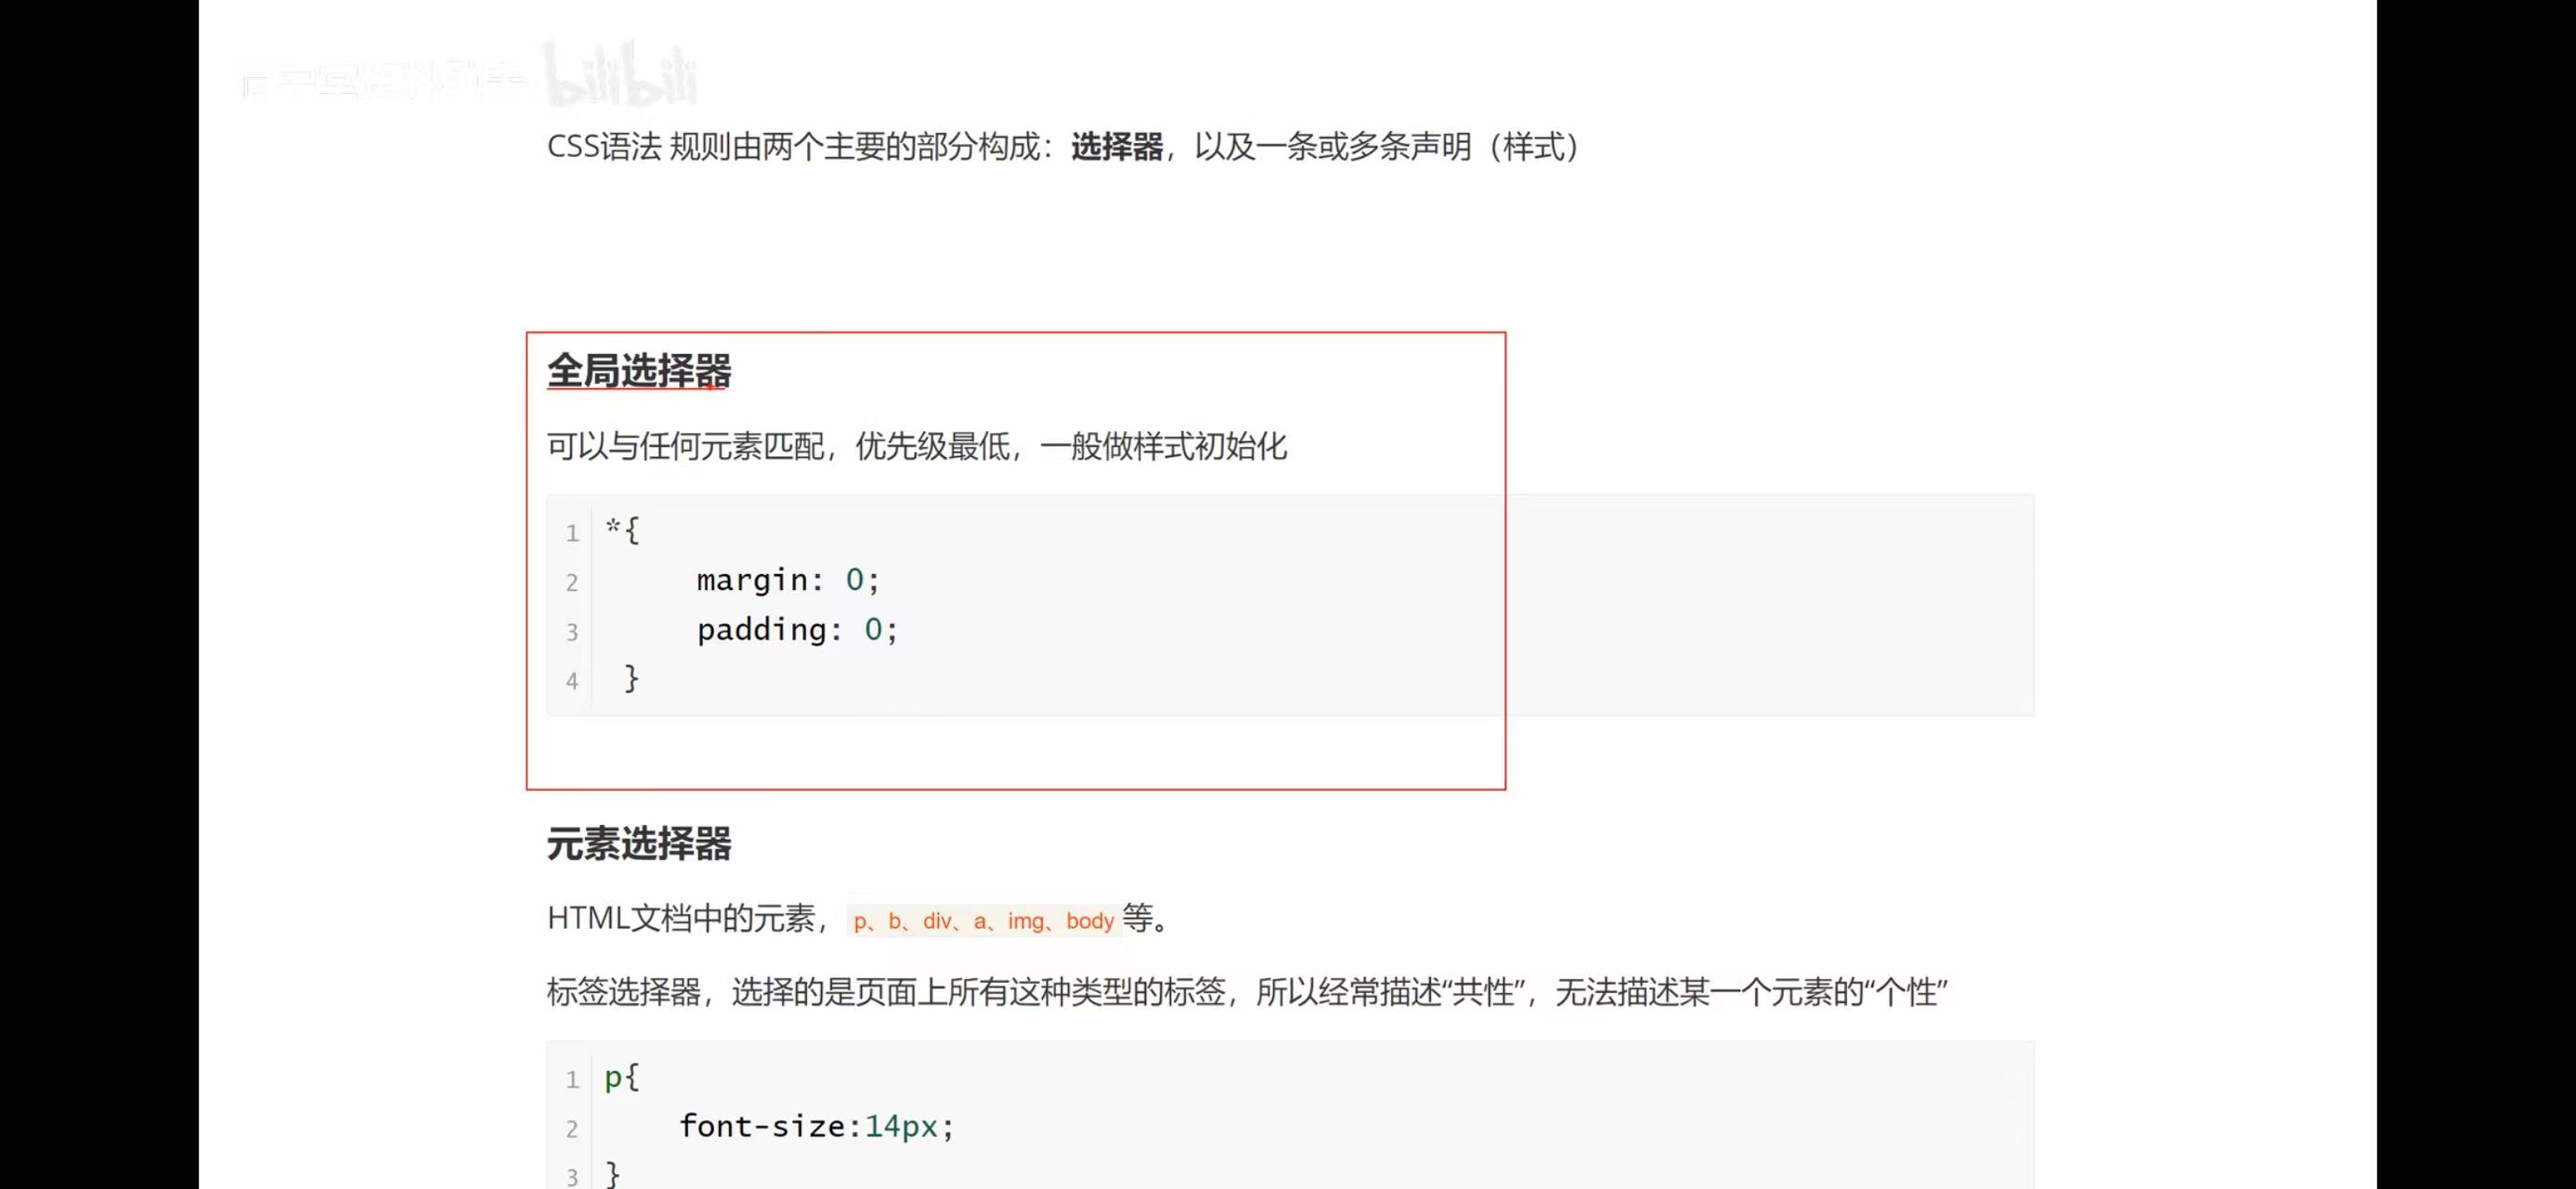 bilibili
CSS语法 规则由两个主要的部分构成：选择器，以及一条或多条声明（样式）
全局选择器
可以与任何元素匹配，优先级最低，一般做样式初始化
1 *{
2 margin: 0;
3 padding: 0;
4 }
元素选择器
HTML文档中的元素，p、b、div、a、img、body等。
标签选择器，选择的是页面上所有这种类型的标签，所以经常描述“共性”，无法描述某一个元素的“个性”
1 p{
2 font-size:14px;
3 }